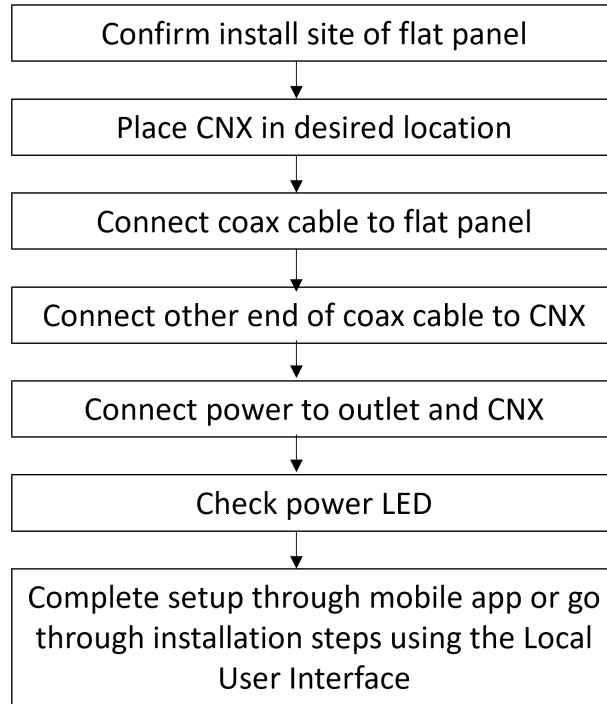 Confirm install site of flat panel
Place CNX in desired location
Connect coax cable to flat panel
Connect other end of coax cable to CNX
Connect power to outlet and CNX
Check power LED
Complete setup through mobile app or go
through installation steps using the Local
User Interface